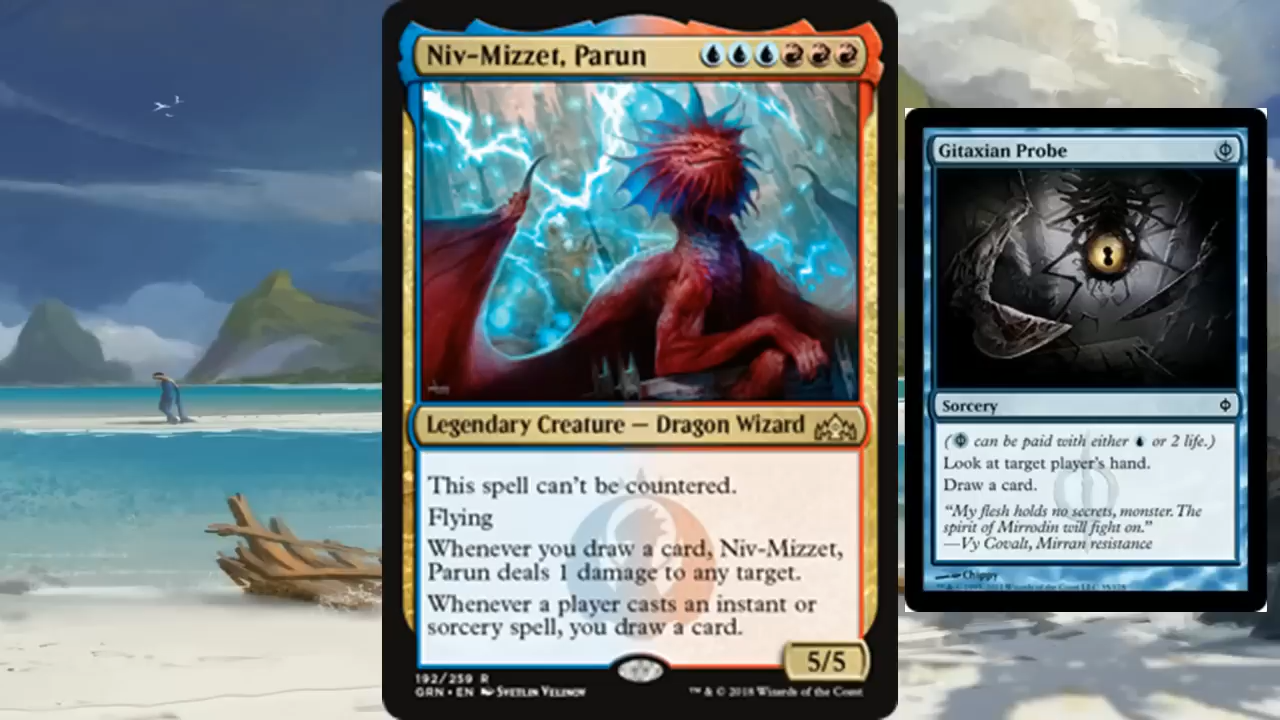 Niv-Mizzet, Parun
Legendary Creature — Dragon Wizard
This spell can't be countered.
Flying
Whenever you draw a card, Niv-Mizzet,
Parun deals 1 damage to any target.
Whenever a player casts an instant or
sorcery spell, you draw a card.
5/5
192/259 R
GRN • EN Svetlin Velinov
™ & © 2018 Wizards of the Coast
Gitaxian Probe
Sorcery
( can be paid with either or 2 life.)
Look at target player's hand.
Draw a card.
"My flesh holds no secrets, monster. The
spirit of Mirrodin will fight on."
—Vy Covalt, Mirran resistance
Chippy